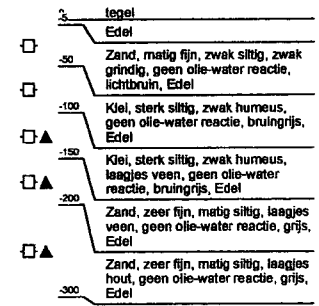 tegel
-5
Edel
Zand, matig fijn, zwak siltig, zwak
-50
grindig, geen olie-water reactie,
lichtbruin, Edel
-100
Klei, sterk siltig, zwak humeus,
geen olie-water reactie, bruingrijs,
Edel
-150
Klei, sterk siltig, zwak humeus,
laagjes veen, geen olie-water
reactie, bruingrijs, Edel
-200
Zand, zeer fijn, matig siltig, laagjes
veen, geen olie-water reactie, grijs,
Edel
Zand, zeer fijn, matig siltig, laagjes
hout, geen olie-water reactie, grijs,
-300
Edel